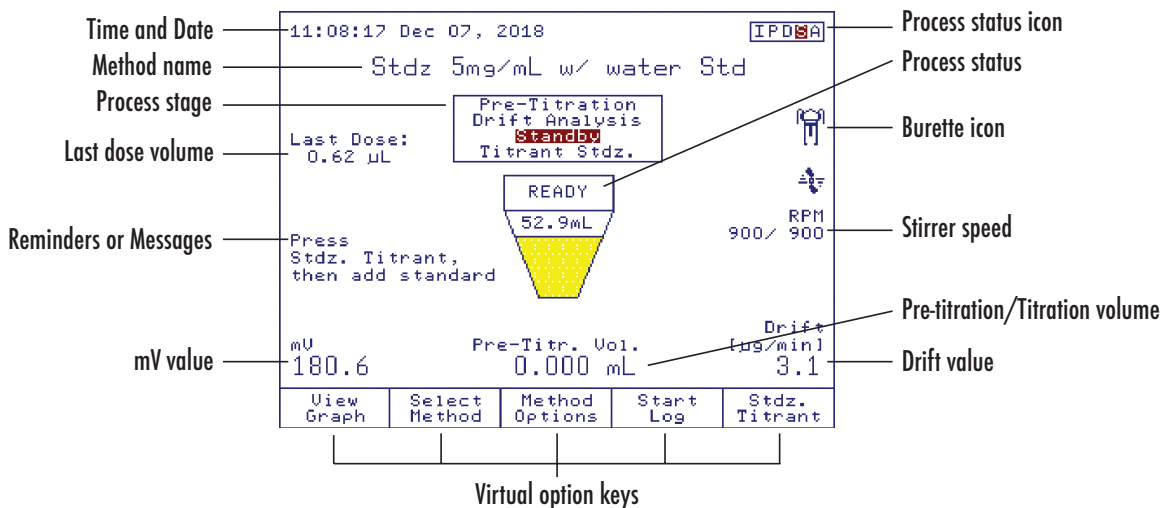 Time and Date
11:08:17 Dec 07, 2018
IPDSA
Process status icon
Method name
Stdz 5mg/mL w/ water Std
Process status
Process stage
Pre-Titration
Drift Analysis
Standby
Titrant Stdz.
Burette icon
Last dose volume
Last Dose:
0.62 µL
READY
52.9mL
RPM
900/ 900
Stirrer speed
Reminders or Messages
Press
Stdz. Titrant,
then add standard
Pre-titration/Titration volume
mV value
mV
180.6
Pre-Titr. Vol.
0.000 mL
Drift
[µg/min]
3.1
Drift value
View
Graph
Select
Method
Method
Options
Start
Log
Stdz.
Titrant
Virtual option keys